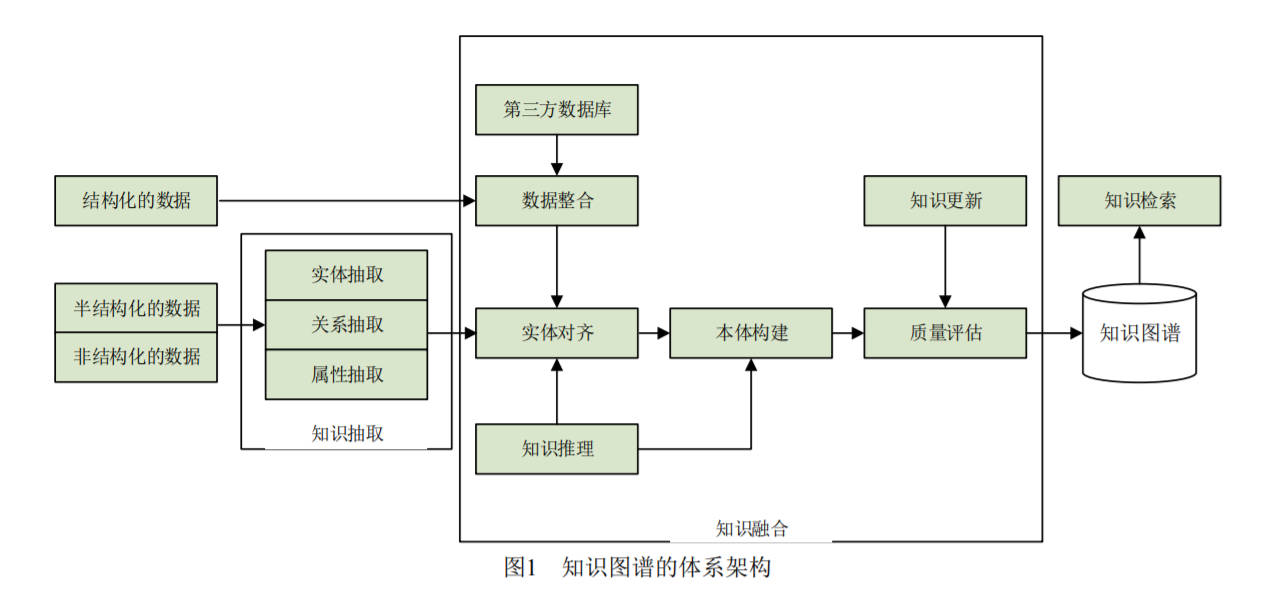 第三方数据库
结构化的数据
数据整合
知识更新
知识检索
实体抽取
半结构化的数据
关系抽取
非结构化的数据
属性抽取
知识抽取
实体对齐
本体构建
质量评估
知识图谱
知识推理
知识融合
图1 知识图谱的体系架构